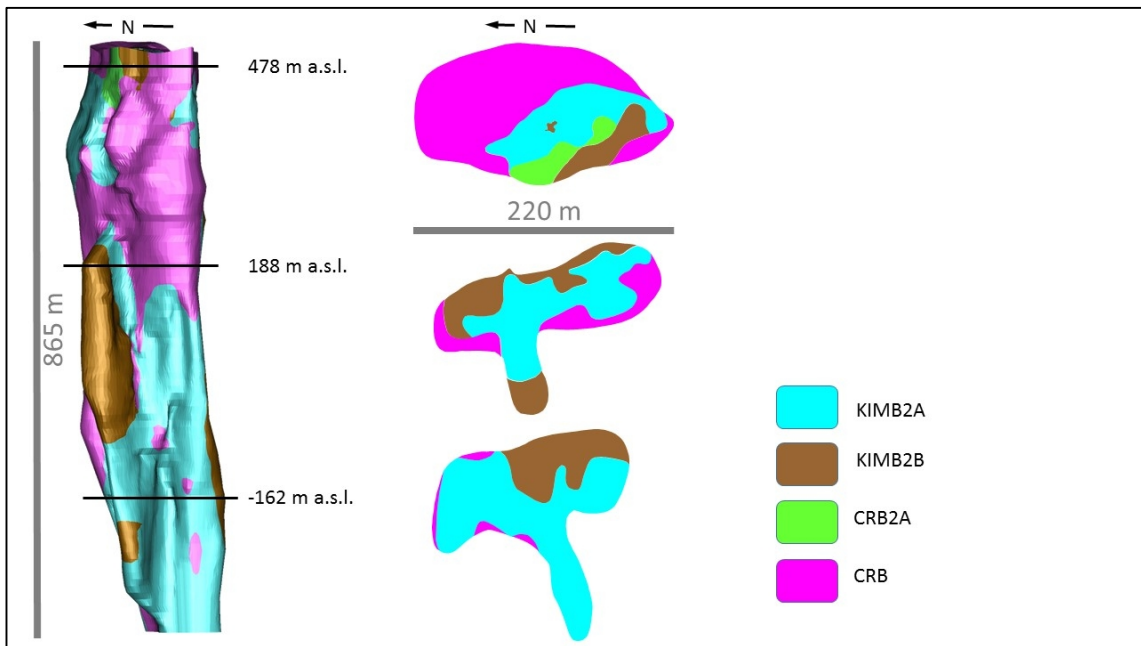 N
N
478 m a.s.l.
220 m
188 m a.s.l.
865 m
-162 m a.s.l.
KIMB2A
KIMB2B
CRB2A
CRB